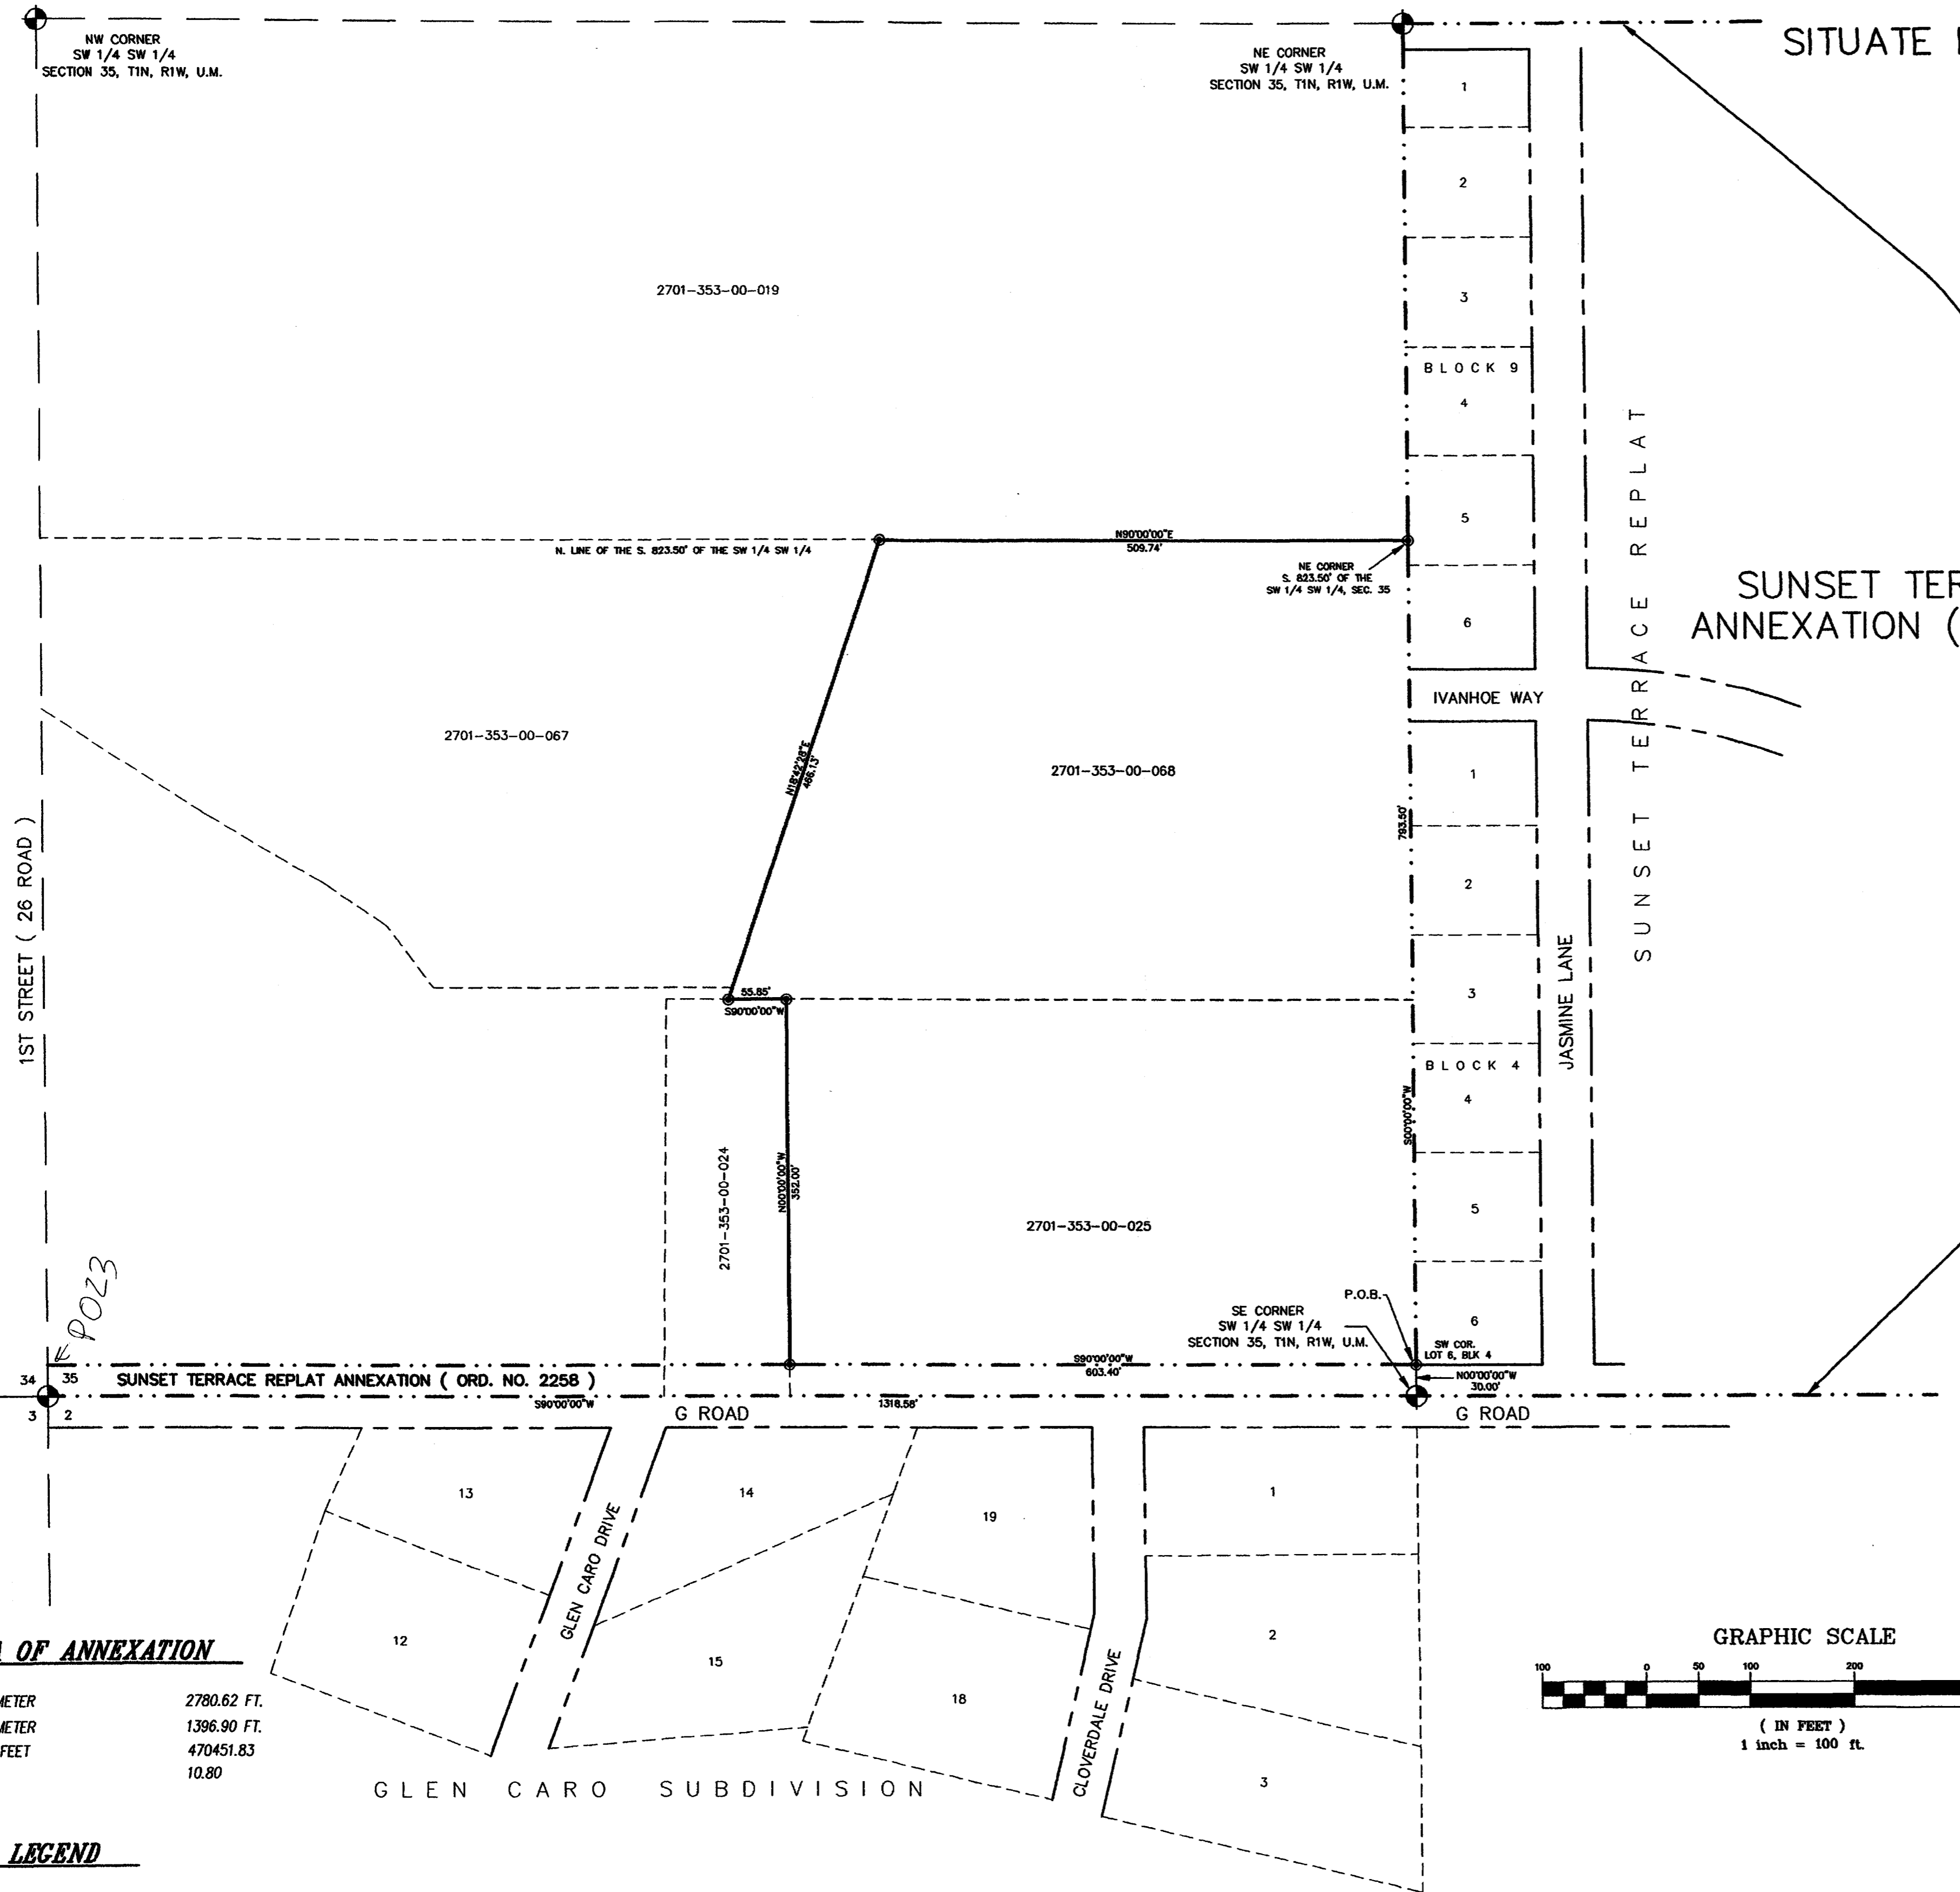 NW CORNER
SW 1/4 SW 1/4
SECTION 35, T1N, R1W, U.M.
NE CORNER
SW 1/4 SW 1/4
SECTION 35, T1N, R1W, U.M.
SITUATE
1
2
3
BLOCK 9
4
5
6
2701-353-00-019
N. LINE OF THE S. 823.50' OF THE SW 1/4 SW 1/4
N90°00'00"E
509.74'
NE CORNER
S. 823.50' OF THE
SW 1/4 SW 1/4, SEC. 35
SUNSET TERRACE REPLAT
SUNSET TER
ANNEXATION (
IVANHOE WAY
2701-353-00-067
N18°42'28"E
466.13'
2701-353-00-068
793.50'
S00°00'00"W
1
2
3
BLOCK 4
4
5
6
JASMINE LANE
1ST STREET ( 26 ROAD )
55.85'
S90°00'00"W
2701-353-00-024
N00°00'00"W
352.00'
2701-353-00-025
P.O.B.
SE CORNER
SW 1/4 SW 1/4
SECTION 35, T1N, R1W, U.M.
SW COR.
LOT 6, BLK 4
P023
S90°00'00"W
603.40'
N00°00'00"W
30.00'
34
35
3
2
SUNSET TERRACE REPLAT ANNEXATION ( ORD. NO. 2258 )
S90°00'00"W
1318.58'
G ROAD
G ROAD
13
14
19
1
12
15
18
2
3
GLEN CARO DRIVE
CLOVERDALE DRIVE
GLEN CARO SUBDIVISION
OF ANNEXATION
METER 2780.62 FT.
METER 1396.90 FT.
FEET 470451.83
10.80
LEGEND
GRAPHIC SCALE
100 0 50 100 200
( IN FEET )
1 inch = 100 ft.